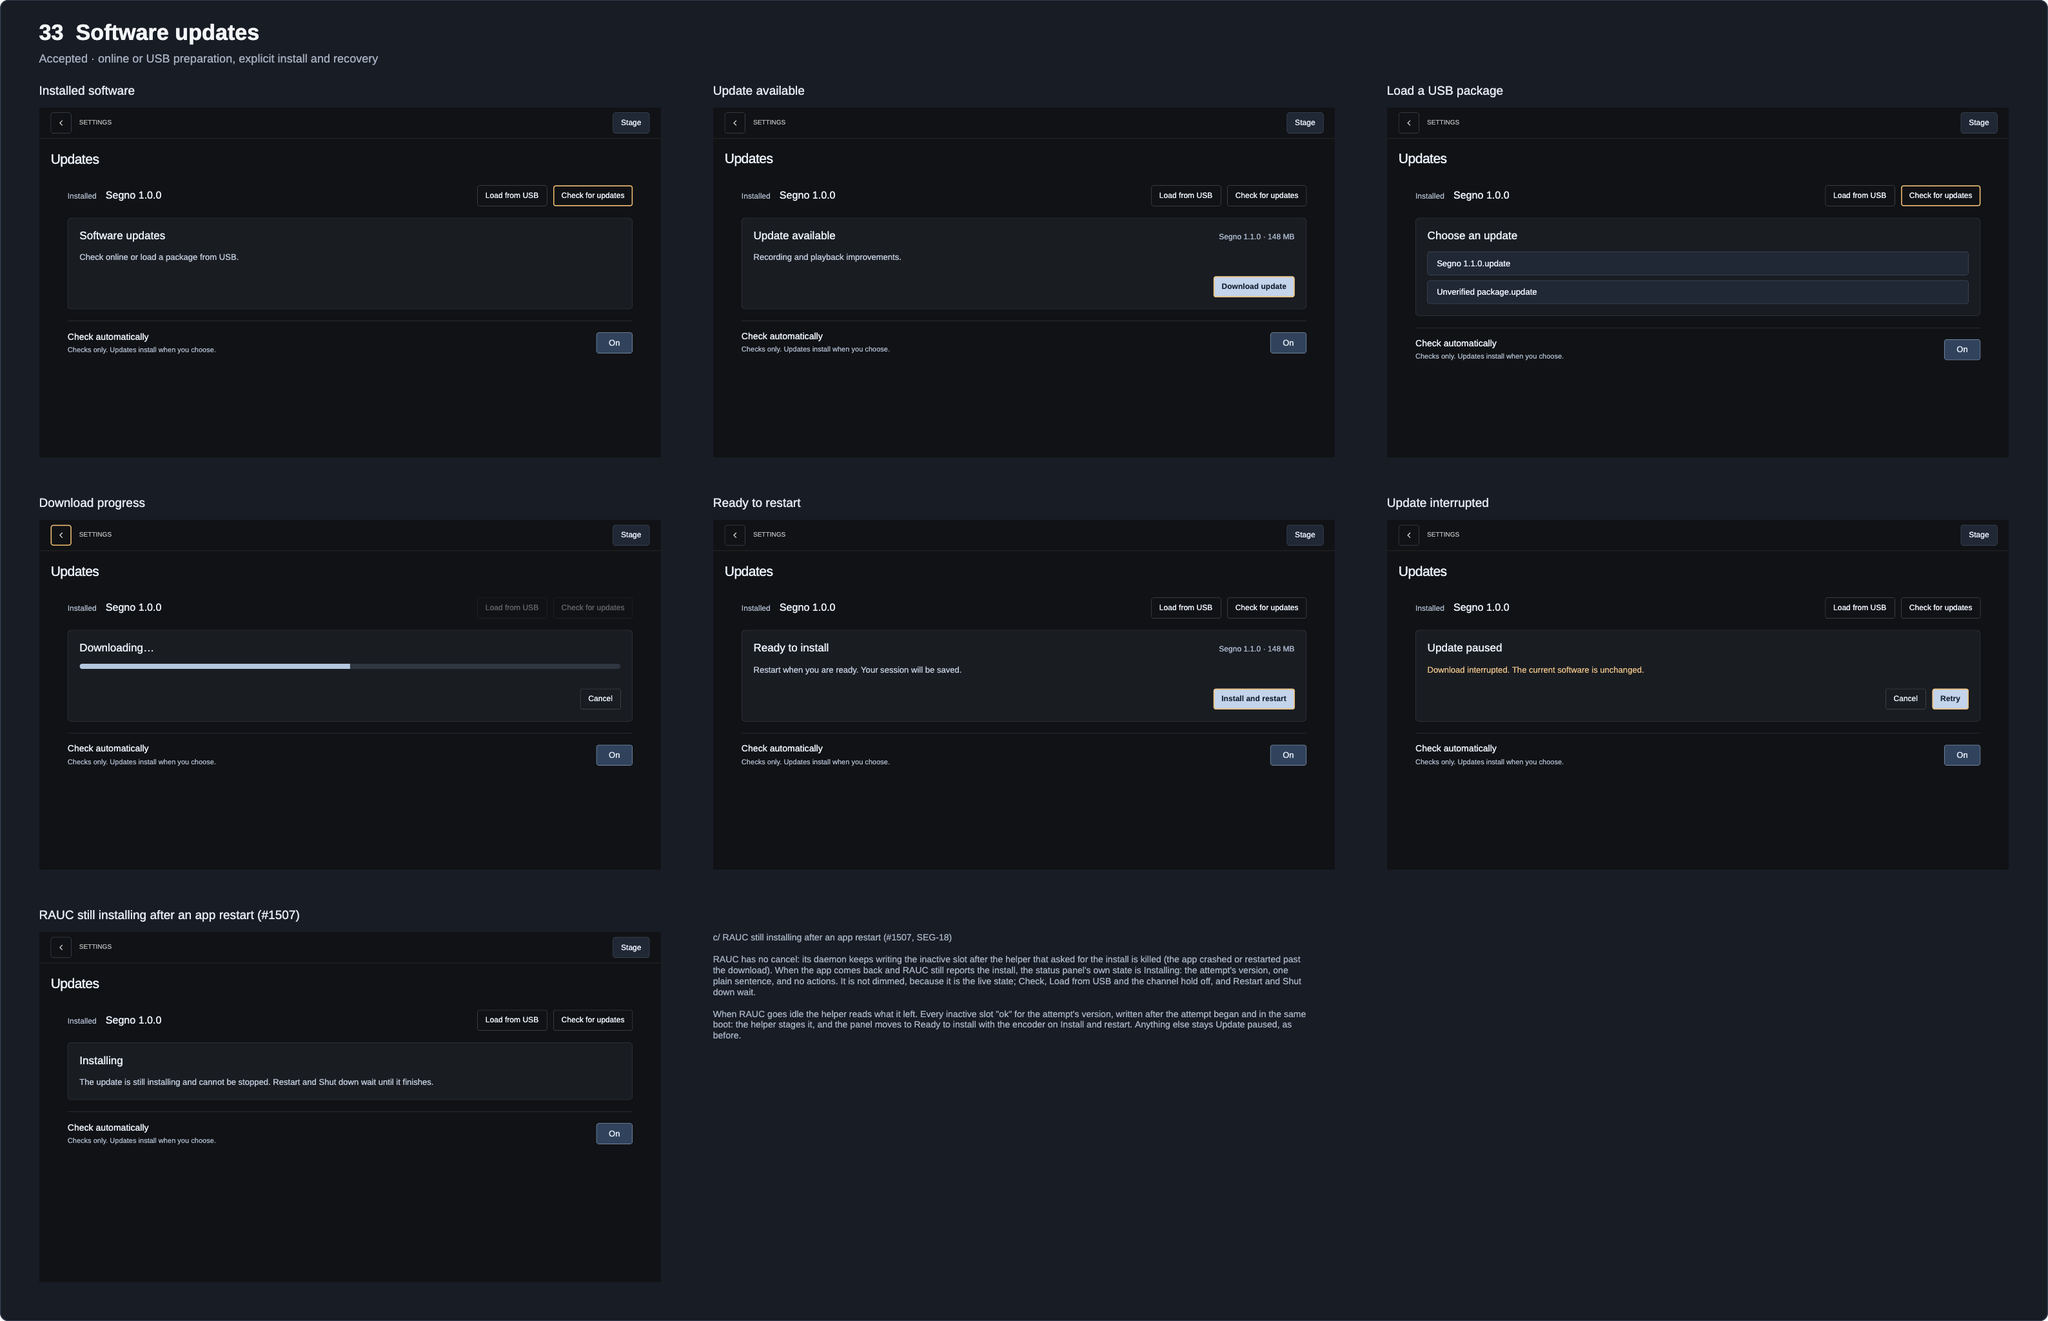 33 Software updates
Accepted · online or USB preparation, explicit install and recovery
Installed software
SETTINGS
Stage
Updates
Installed Segno 1.0.0
Load from USB
Check for updates
Software updates
Check online or load a package from USB.
Check automatically
Checks only. Updates install when you choose.
On
Update available
SETTINGS
Stage
Updates
Installed Segno 1.0.0
Load from USB
Check for updates
Update available
Segno 1.1.0 · 148 MB
Recording and playback improvements.
Download update
Check automatically
Checks only. Updates install when you choose.
On
Load a USB package
SETTINGS
Stage
Updates
Installed Segno 1.0.0
Load from USB
Check for updates
Choose an update
Segno 1.1.0.update
Unverified package.update
Check automatically
Checks only. Updates install when you choose.
On
Download progress
SETTINGS
Stage
Updates
Installed Segno 1.0.0
Load from USB
Check for updates
Downloading…
Cancel
Check automatically
Checks only. Updates install when you choose.
On
Ready to restart
SETTINGS
Stage
Updates
Installed Segno 1.0.0
Load from USB
Check for updates
Ready to install
Segno 1.1.0 · 148 MB
Restart when you are ready. Your session will be saved.
Install and restart
Check automatically
Checks only. Updates install when you choose.
On
Update interrupted
SETTINGS
Stage
Updates
Installed Segno 1.0.0
Load from USB
Check for updates
Update paused
Download interrupted. The current software is unchanged.
Cancel
Retry
Check automatically
Checks only. Updates install when you choose.
On
RAUC still installing after an app restart (#1507)
SETTINGS
Stage
Updates
Installed Segno 1.0.0
Load from USB
Check for updates
Installing
The update is still installing and cannot be stopped. Restart and Shut down wait until it finishes.
Check automatically
Checks only. Updates install when you choose.
On
c/ RAUC still installing after an app restart (#1507, SEG-18)
RAUC has no cancel: its daemon keeps writing the inactive slot after the helper that asked for the install is killed (the app crashed or restarted past
the download). When the app comes back and RAUC still reports the install, the status panel's own state is Installing: the attempt's version, one
plain sentence, and no actions. It is not dimmed, because it is the live state; Check, Load from USB and the channel hold off, and Restart and Shut
down wait.
When RAUC goes idle the helper reads what it left. Every inactive slot "ok" for the attempt's version, written after the attempt began and in the same
boot: the helper stages it, and the panel moves to Ready to install with the encoder on Install and restart. Anything else stays Update paused, as
before.